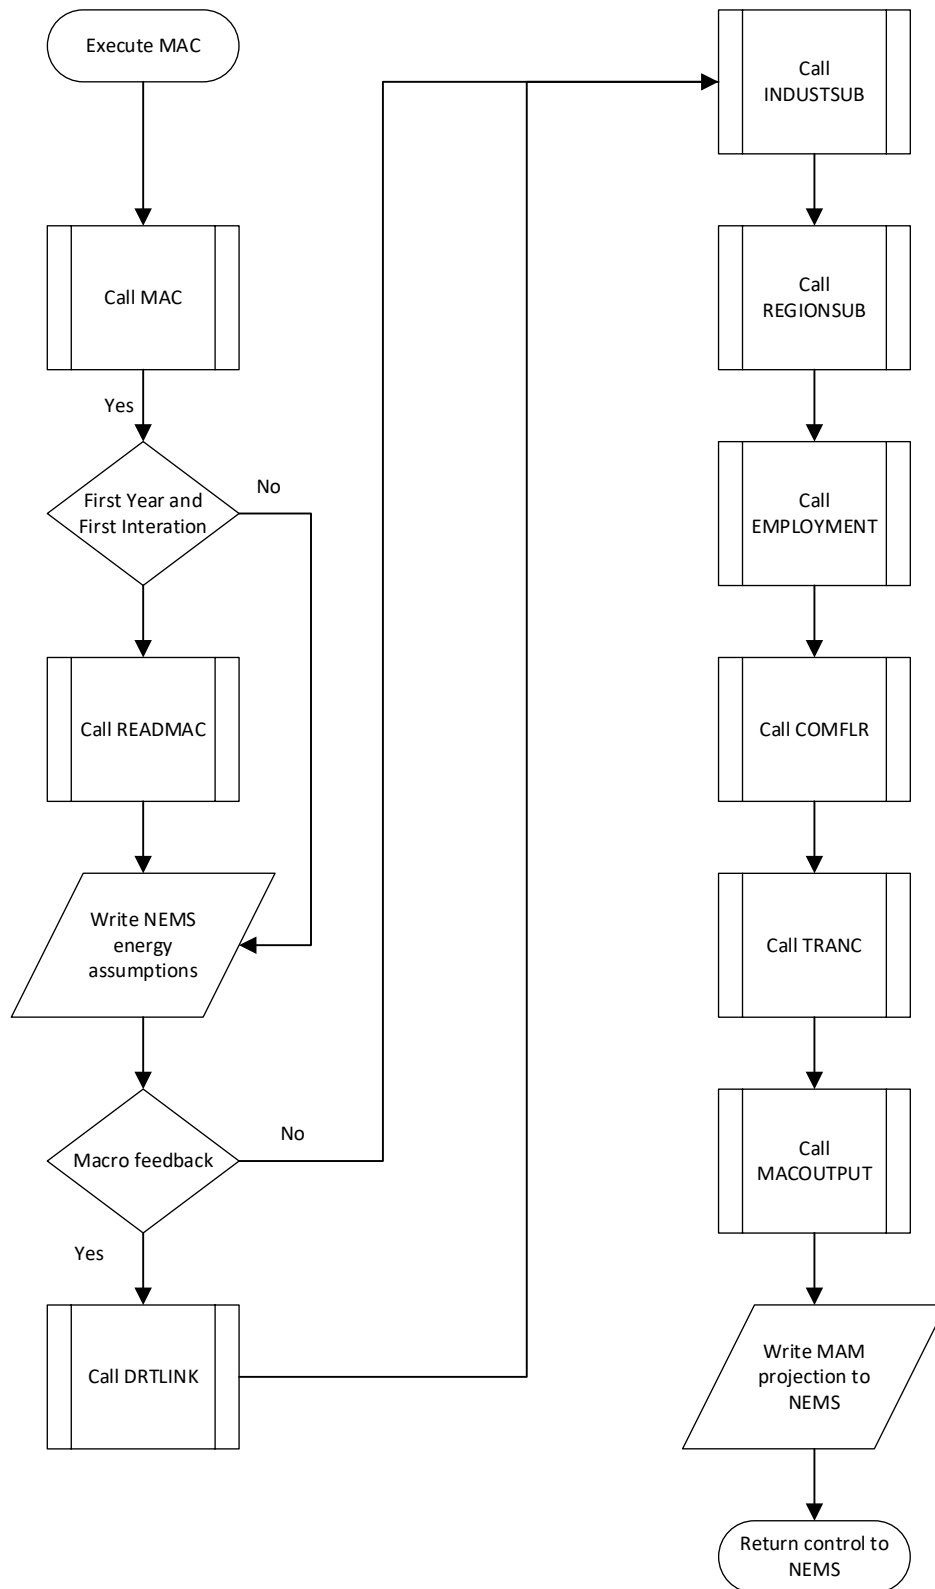 Execute MAC
Call MAC
Yes
First Year and
First Interation
No
Call READMAC
Write NEMS
energy
assumptions
Macro feedback
No
Yes
Call DRTLINK
Call
INDUSTSUB
Call
REGIONSUB
Call
EMPLOYMENT
Call COMFLR
Call TRANC
Call
MACOUTPUT
Write MAM
projection to
NEMS
Return control to
NEMS